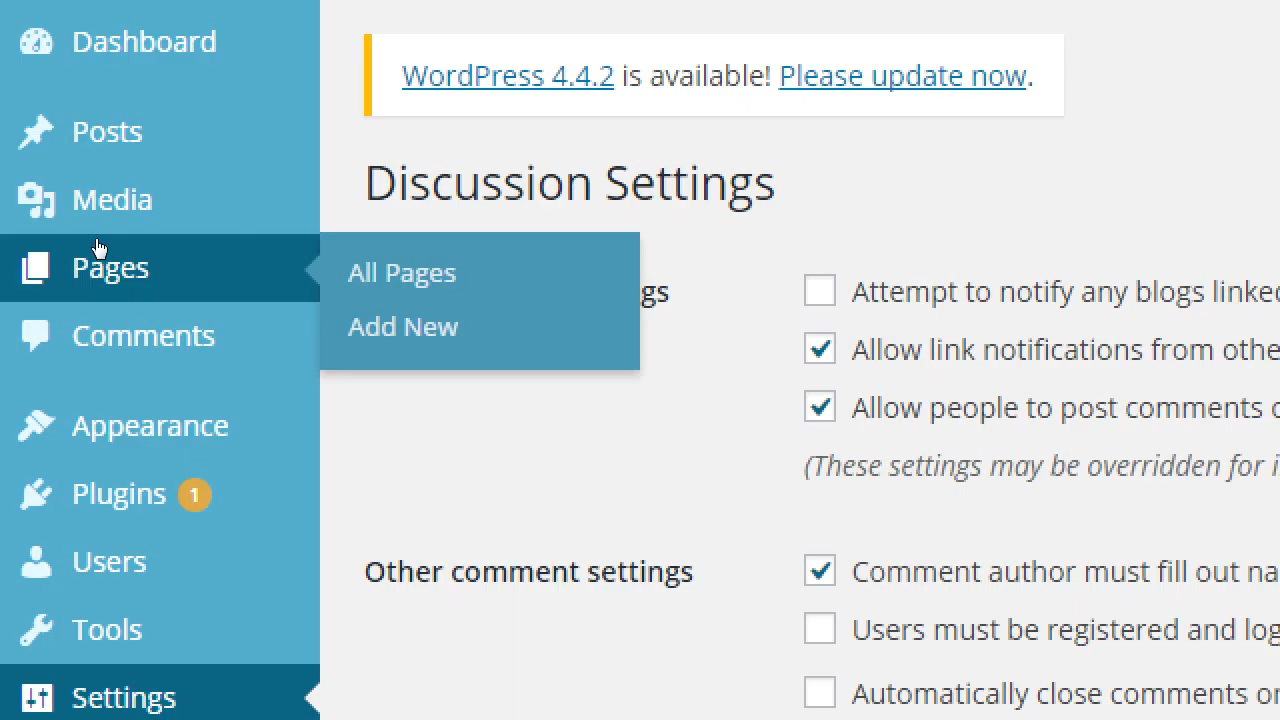 Dashboard
Posts
Media
Pages
Comments
Appearance
Plugins 1
Users
Tools
Settings
All Pages
Add New
WordPress 4.4.2 is available! Please update now.
Discussion Settings
gs
Attempt to notify any blogs linked
Allow link notifications from othe
Allow people to post comments o
(These settings may be overridden for i
Other comment settings
Comment author must fill out na
Users must be registered and log
Automatically close comments on